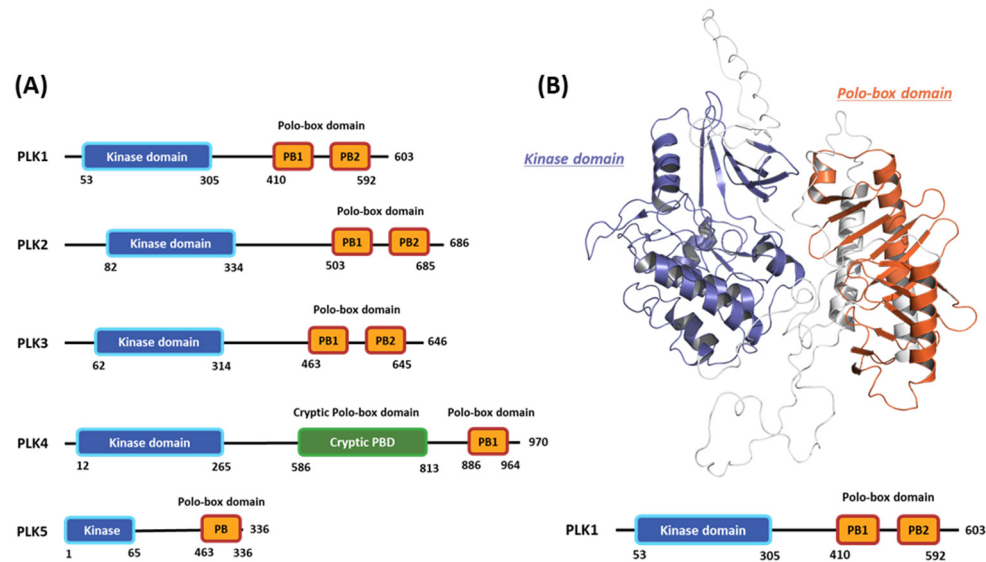 (A)
Polo-box domain
PLK1 Kinase domain PB1 PB2 603
53 305 410 592
Polo-box domain
PLK2 Kinase domain PB1 PB2 686
82 334 503 685
Polo-box domain
PLK3 Kinase domain PB1 PB2 646
62 314 463 645
Cryptic Polo-box domain Polo-box domain
PLK4 Kinase domain Cryptic PBD PB1 970
12 265 586 813 886 964
Polo-box domain
PLK5 Kinase PB 336
1 65 463 336
(B)
Polo-box domain
Kinase domain
Polo-box domain
PLK1 Kinase domain PB1 PB2 603
53 305 410 592